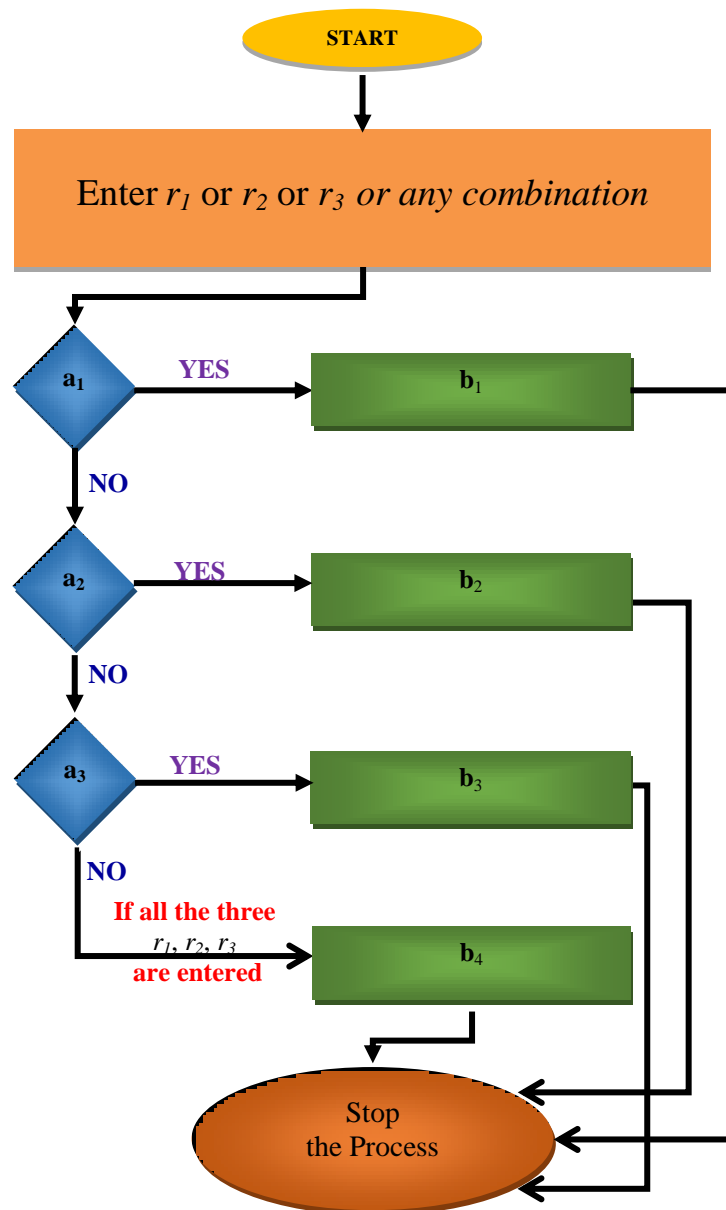 START
Enter r₁ or r₂ or r₃ or any combination
a₁
YES
b₁
NO
a₂
YES
b₂
NO
a₃
YES
b₃
NO
If all the three
r₁, r₂, r₃
are entered
b₄
Stop
the Process